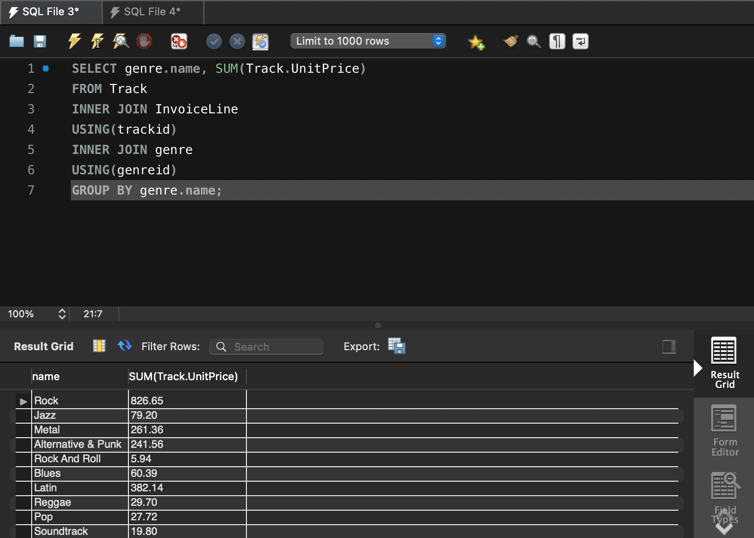 SQL File 3* SQL File 4*
Limit to 1000 rows
1 SELECT genre.name, SUM(Track.UnitPrice)
2 FROM Track
3 INNER JOIN InvoiceLine
4 USING(trackid)
5 INNER JOIN genre
6 USING(genreid)
7 GROUP BY genre.name;
100% 21:7
Result Grid Filter Rows: Search Export:
name SUM(Track.UnitPrice)
Rock 826.65
Jazz 79.20
Metal 261.36
Alternative & Punk 241.56
Rock And Roll 5.94
Blues 60.39
Latin 382.14
Reggae 29.70
Pop 27.72
Soundtrack 19.80
Result
Grid
Form
Editor
Field
Types